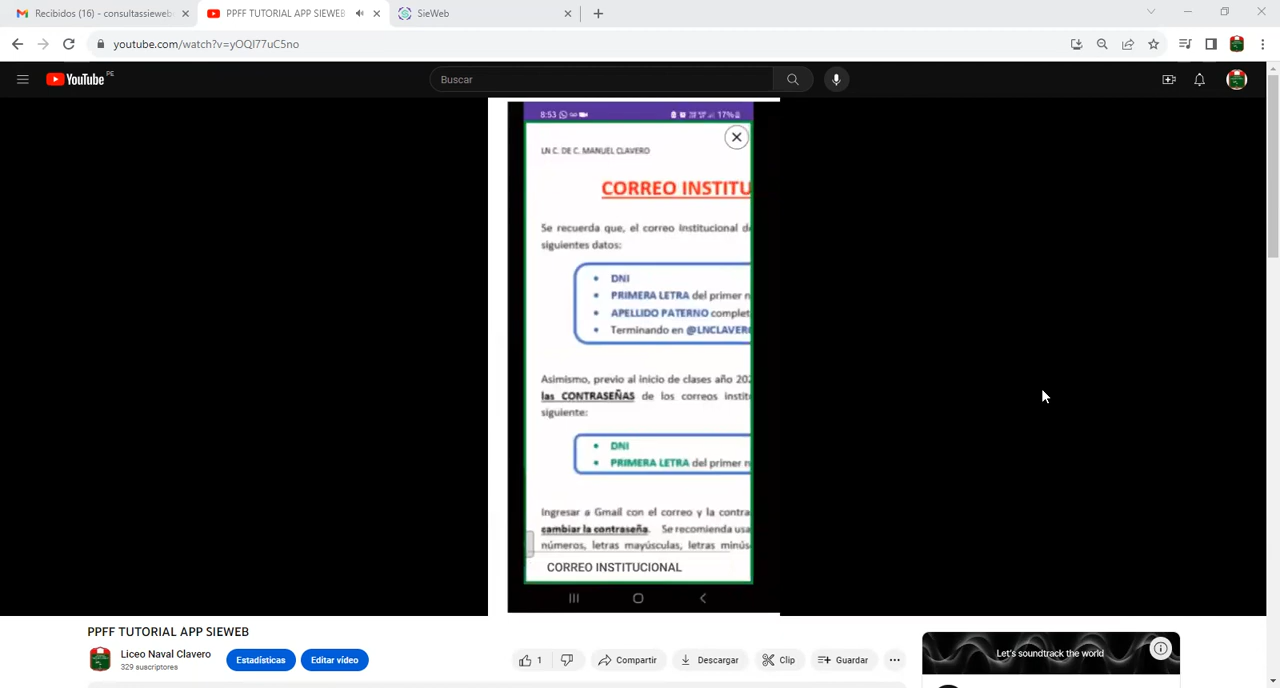 Recibidos (16) - consultassieweb
PPFF TUTORIAL APP SIEWEB
SieWeb
youtube.com/watch?v=yOQI77uC5no
YouTube PE
Buscar
8:53
17%
LN C. DE C. MANUEL CLAVERO
CORREO INSTITU
Se recuerda que, el correo institucional de
siguientes datos:
• DNI
• PRIMERA LETRA del primer n
• APELLIDO PATERNO complet
• Terminando en @LNCLAVERO
Asimismo, previo al inicio de clases año 202
las CONTRASEÑAS de los correos instit
siguiente:
• DNI
• PRIMERA LETRA del primer n
Ingresar a Gmail con el correo y la contra
cambiar la contraseña. Se recomienda usa
números, letras mayúsculas, letras minús
CORREO INSTITUCIONAL
PPFF TUTORIAL APP SIEWEB
Liceo Naval Clavero
329 suscriptores
Estadísticas
Editar vídeo
1
Compartir
Descargar
Clip
Guardar
Let's soundtrack the world